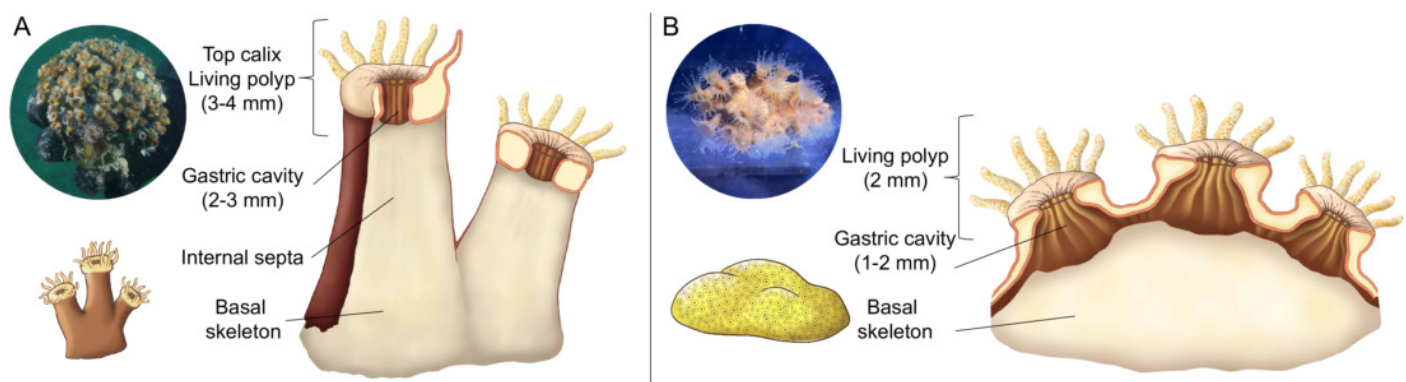 A
Top calix
Living polyp
(3-4 mm)
Gastric cavity
(2-3 mm)
Internal septa
Basal
skeleton
B
Living polyp
(2 mm)
Gastric cavity
(1-2 mm)
Basal
skeleton